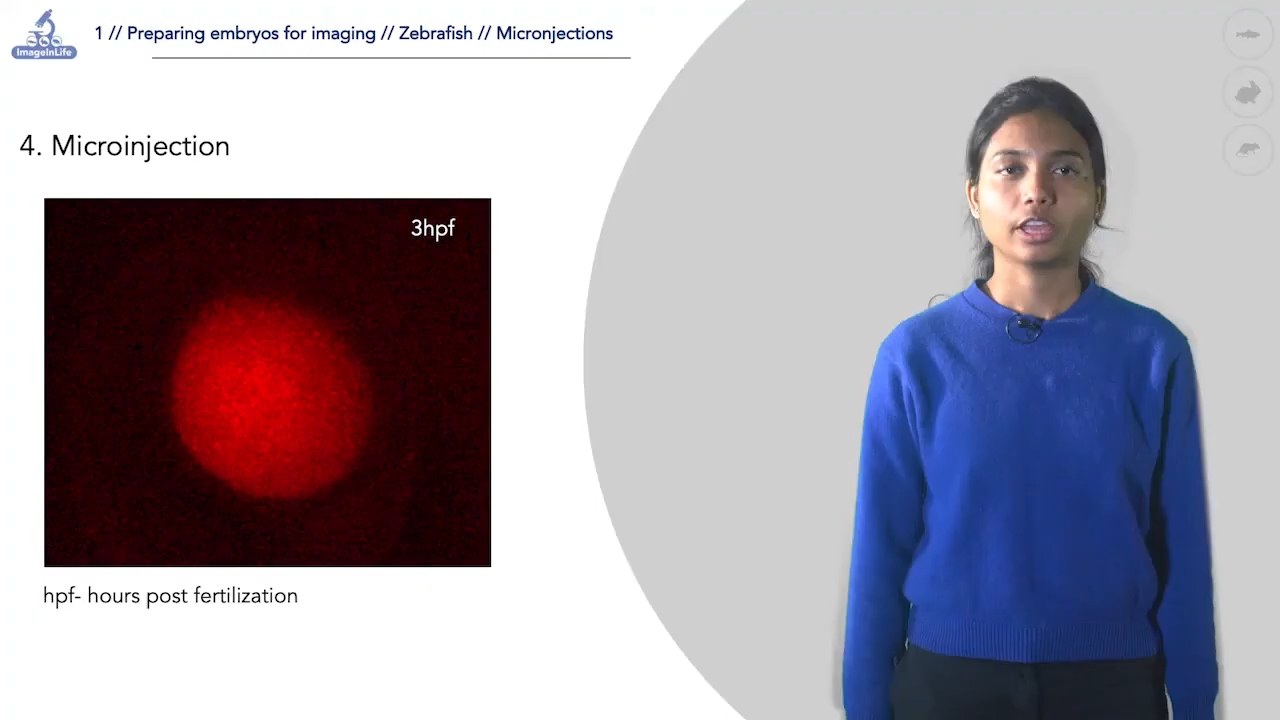 ImageInLife
1 // Preparing embryos for imaging // Zebrafish // Micronjections
4. Microinjection
3hpf
hpf- hours post fertilization